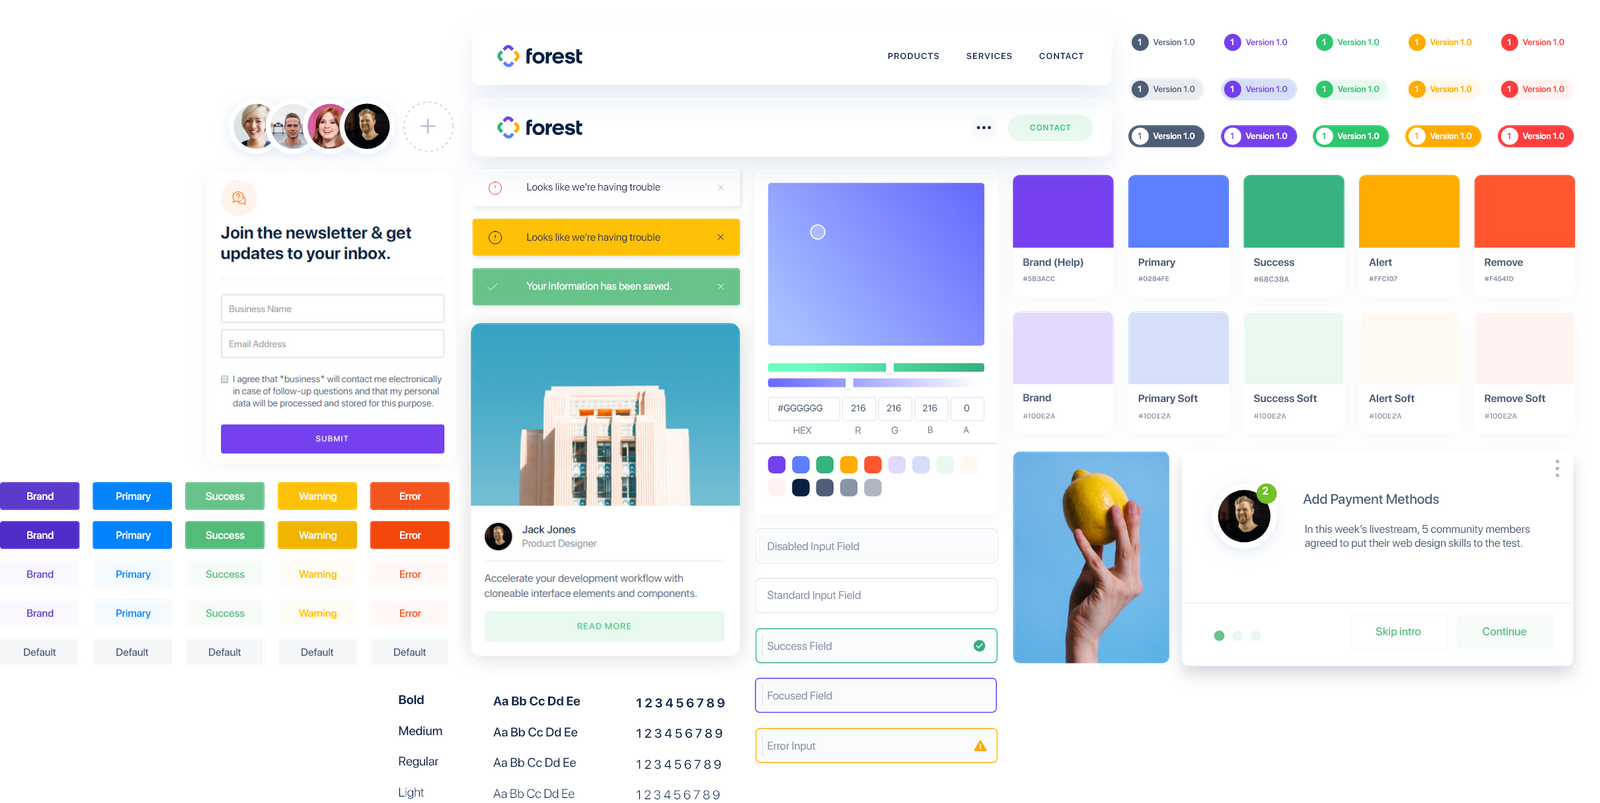 forest
PRODUCTS SERVICES CONTACT
forest
CONTACT
1 Version 1.0 1 Version 1.0 1 Version 1.0 1 Version 1.0 1 Version 1.0
1 Version 1.0 1 Version 1.0 1 Version 1.0 1 Version 1.0 1 Version 1.0
1 Version 1.0 1 Version 1.0 1 Version 1.0 1 Version 1.0 1 Version 1.0
Join the newsletter & get
updates to your inbox.
Business Name
Email Address
I agree that *business* will contact me electronically
in case of follow-up questions and that my personal
data will be processed and stored for this purpose.
SUBMIT
Brand Primary Success Warning Error
Brand Primary Success Warning Error
Brand Primary Success Warning Error
Brand Primary Success Warning Error
Default Default Default Default Default
Looks like we're having trouble
Looks like we're having trouble
Your information has been saved.
Jack Jones
Product Designer
Accelerate your development workflow with
cloneable interface elements and components.
READ MORE
Bold Aa Bb Cc Dd Ee 123456789
Medium Aa Bb Cc Dd Ee 123456789
Regular Aa Bb Cc Dd Ee 123456789
Light Aa Bb Cc Dd Ee 123456789
#GGGGGG 216 216 216 0
HEX R G B A
Disabled Input Field
Standard Input Field
Success Field
Focused Field
Error Input
Brand (Help) Primary Success Alert Remove
#5B3ACC #0284FE #68C38A #FFC107 #F4541D
Brand Primary Soft Success Soft Alert Soft Remove Soft
#100E2A #100E2A #100E2A #100E2A #100E2A
2
Add Payment Methods
In this week's livestream, 5 community members
agreed to put their web design skills to the test.
Skip intro
Continue